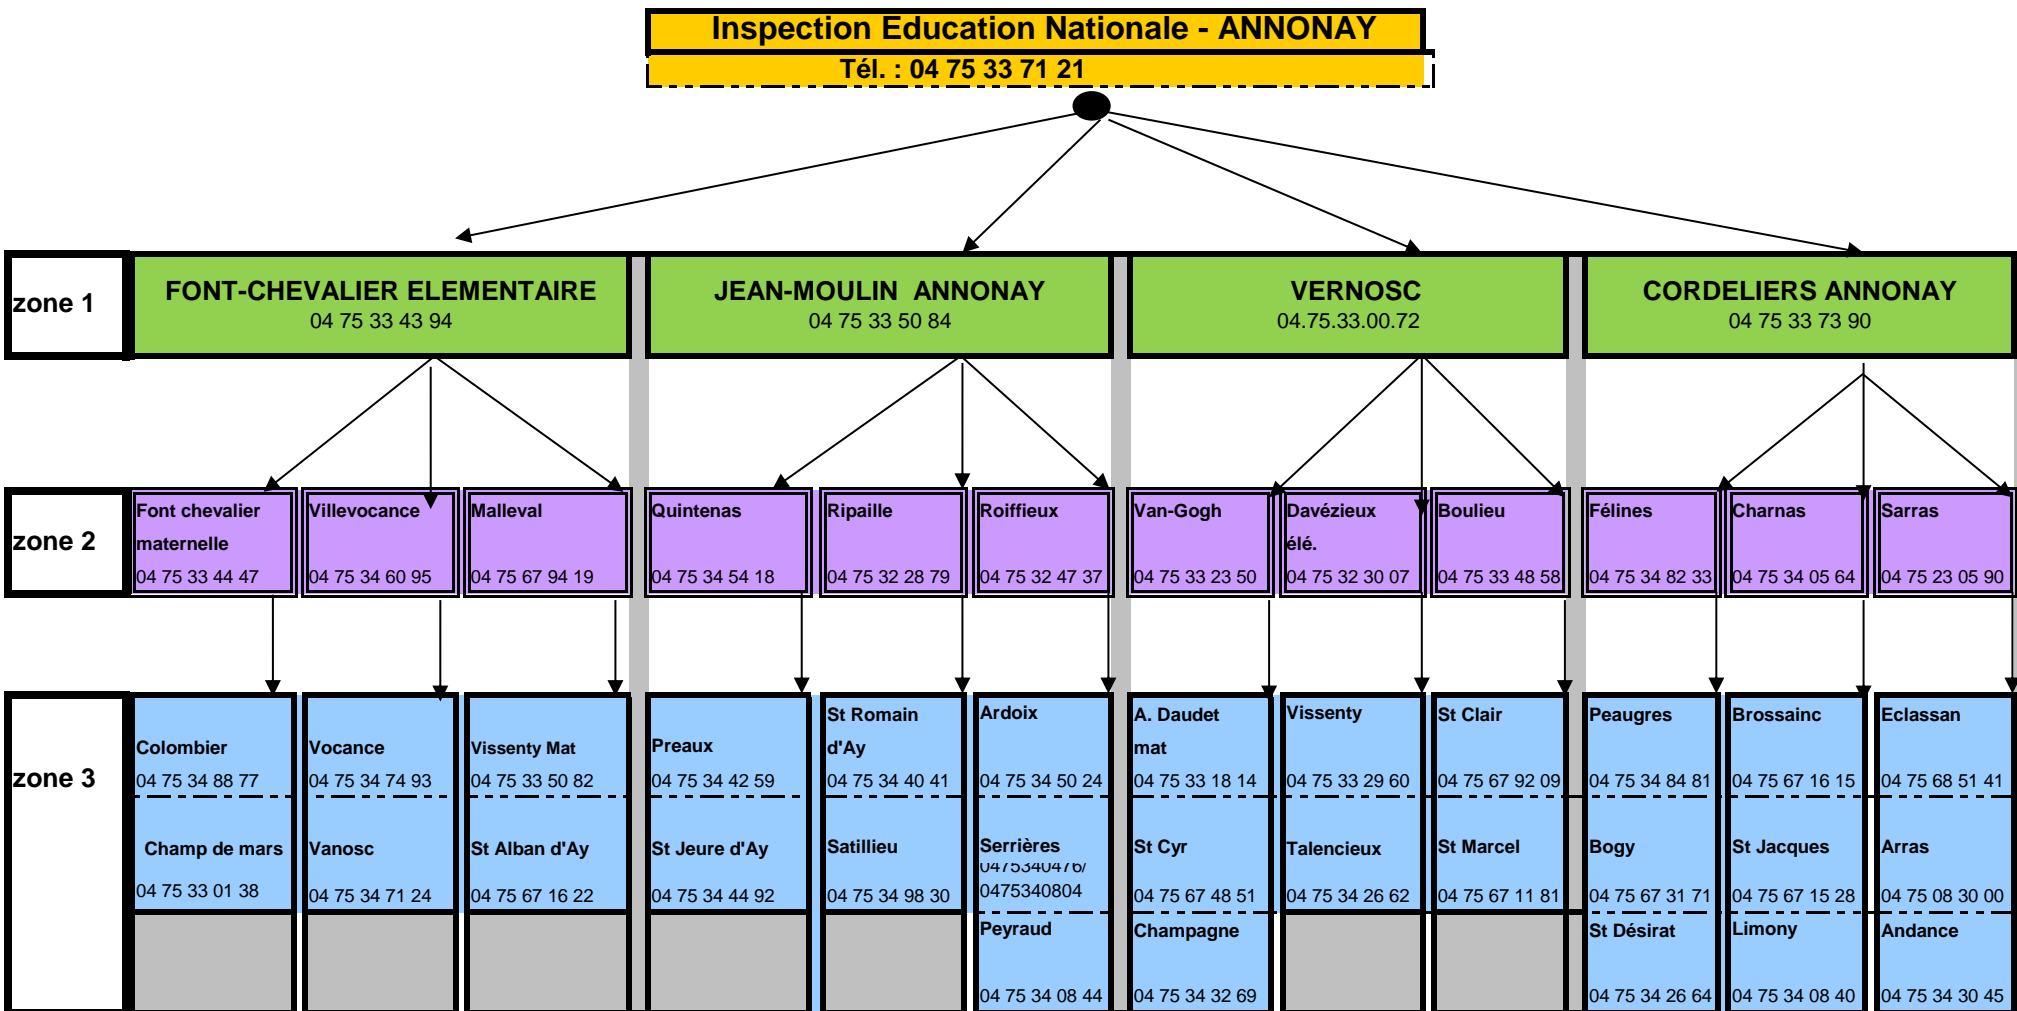 Inspection Education Nationale - ANNONAY
Tél. : 04 75 33 71 21
zone 1
FONT-CHEVALIER ELEMENTAIRE
04 75 33 43 94
JEAN-MOULIN ANNONAY
04 75 33 50 84
VERNOSC
04.75.33.00.72
CORDELIERS ANNONAY
04 75 33 73 90
zone 2
Font chevalier
maternelle
04 75 33 44 47
Villevocance
04 75 34 60 95
Malleval
04 75 67 94 19
Quintenas
04 75 34 54 18
Ripaille
04 75 32 28 79
Roiffieux
04 75 32 47 37
Van-Gogh
04 75 33 23 50
Davézieux
élé.
04 75 32 30 07
Boulieu
04 75 33 48 58
Félines
04 75 34 82 33
Charnas
04 75 34 05 64
Sarras
04 75 23 05 90
zone 3
Colombier
04 75 34 88 77
Vocance
04 75 34 74 93
Vissenty Mat
04 75 33 50 82
Preaux
04 75 34 42 59
St Romain
d'Ay
04 75 34 40 41
Ardoix
04 75 34 50 24
A. Daudet
mat
04 75 33 18 14
Vissenty
04 75 33 29 60
St Clair
04 75 67 92 09
Peaugres
04 75 34 84 81
Brossainc
04 75 67 16 15
Eclassan
04 75 68 51 41
Champ de mars
04 75 33 01 38
Vanosc
04 75 34 71 24
St Alban d'Ay
04 75 67 16 22
St Jeure d'Ay
04 75 34 44 92
Satillieu
04 75 34 98 30
Serrières
0475340476/
0475340804
St Cyr
04 75 67 48 51
Talencieux
04 75 34 26 62
St Marcel
04 75 67 11 81
Bogy
04 75 67 31 71
St Jacques
04 75 67 15 28
Arras
04 75 08 30 00
Peyraud
04 75 34 08 44
Champagne
04 75 34 32 69
St Désirat
04 75 34 26 64
Limony
04 75 34 08 40
Andance
04 75 34 30 45